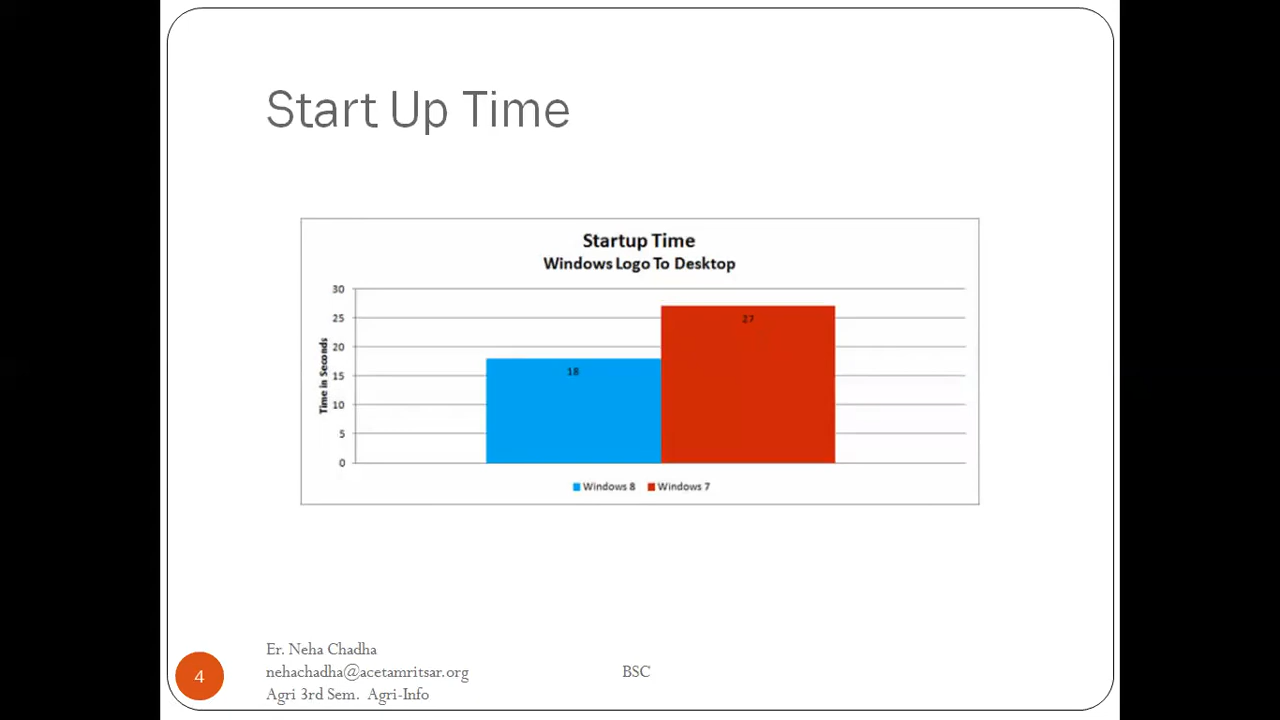 Start Up Time
Startup Time
Windows Logo To Desktop
30
25
20
15
10
5
0
Time in Seconds
18
27
Windows 8 Windows 7
Er. Neha Chadha
nehachadha@acetamritsar.org
Agri 3rd Sem. Agri-Info
BSC
4